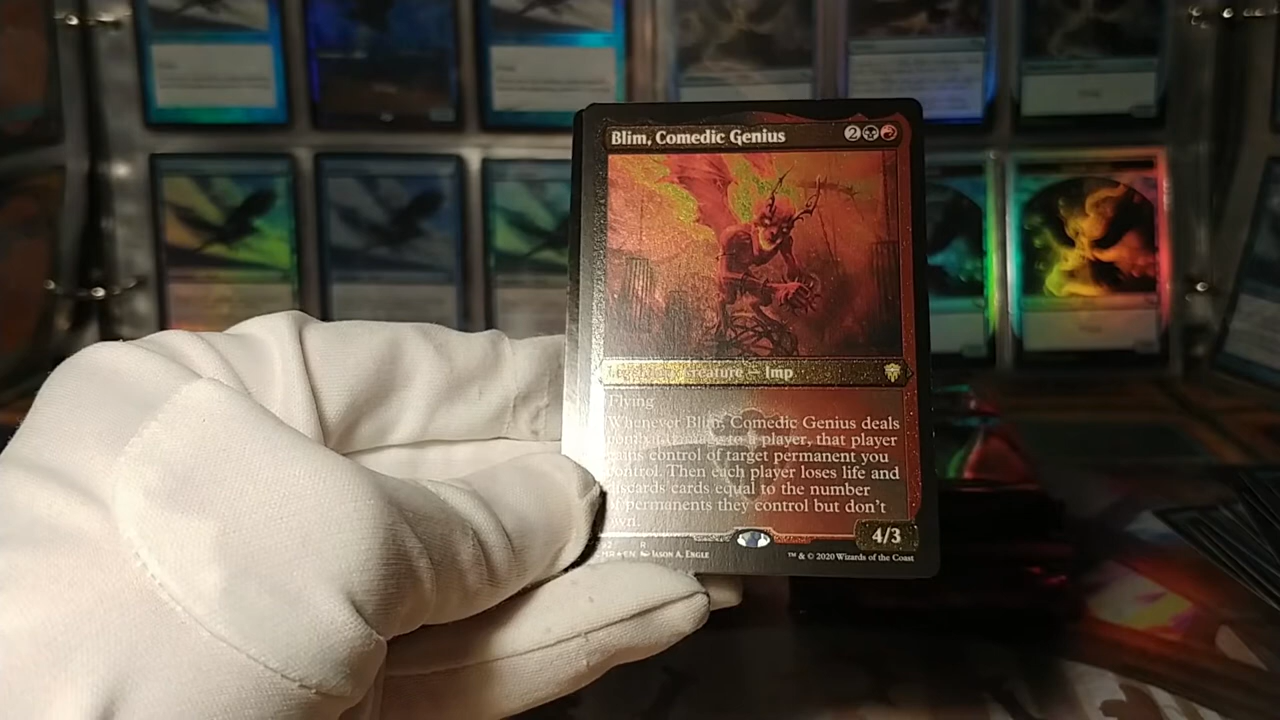 Blim, Comedic Genius 2
Creature — Imp
Flying
Whenever Blim, Comedic Genius deals
combat damage to a player, that player
gains control of target permanent you
control. Then each player loses life and
discards cards equal to the number
of permanents they control but don't
own.
4/3
R
EN Jason A. Engle
™ & © 2020 Wizards of the Coast